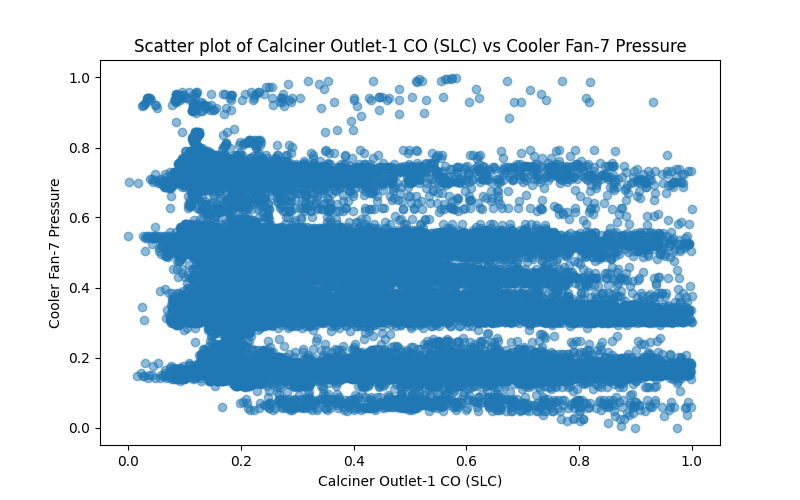 Scatter plot of Calciner Outlet-1 CO (SLC) vs Cooler Fan-7 Pressure
1.0
0.8
0.6
0.4
0.2
0.0
Cooler Fan-7 Pressure
0.0 0.2 0.4 0.6 0.8 1.0
Calciner Outlet-1 CO (SLC)